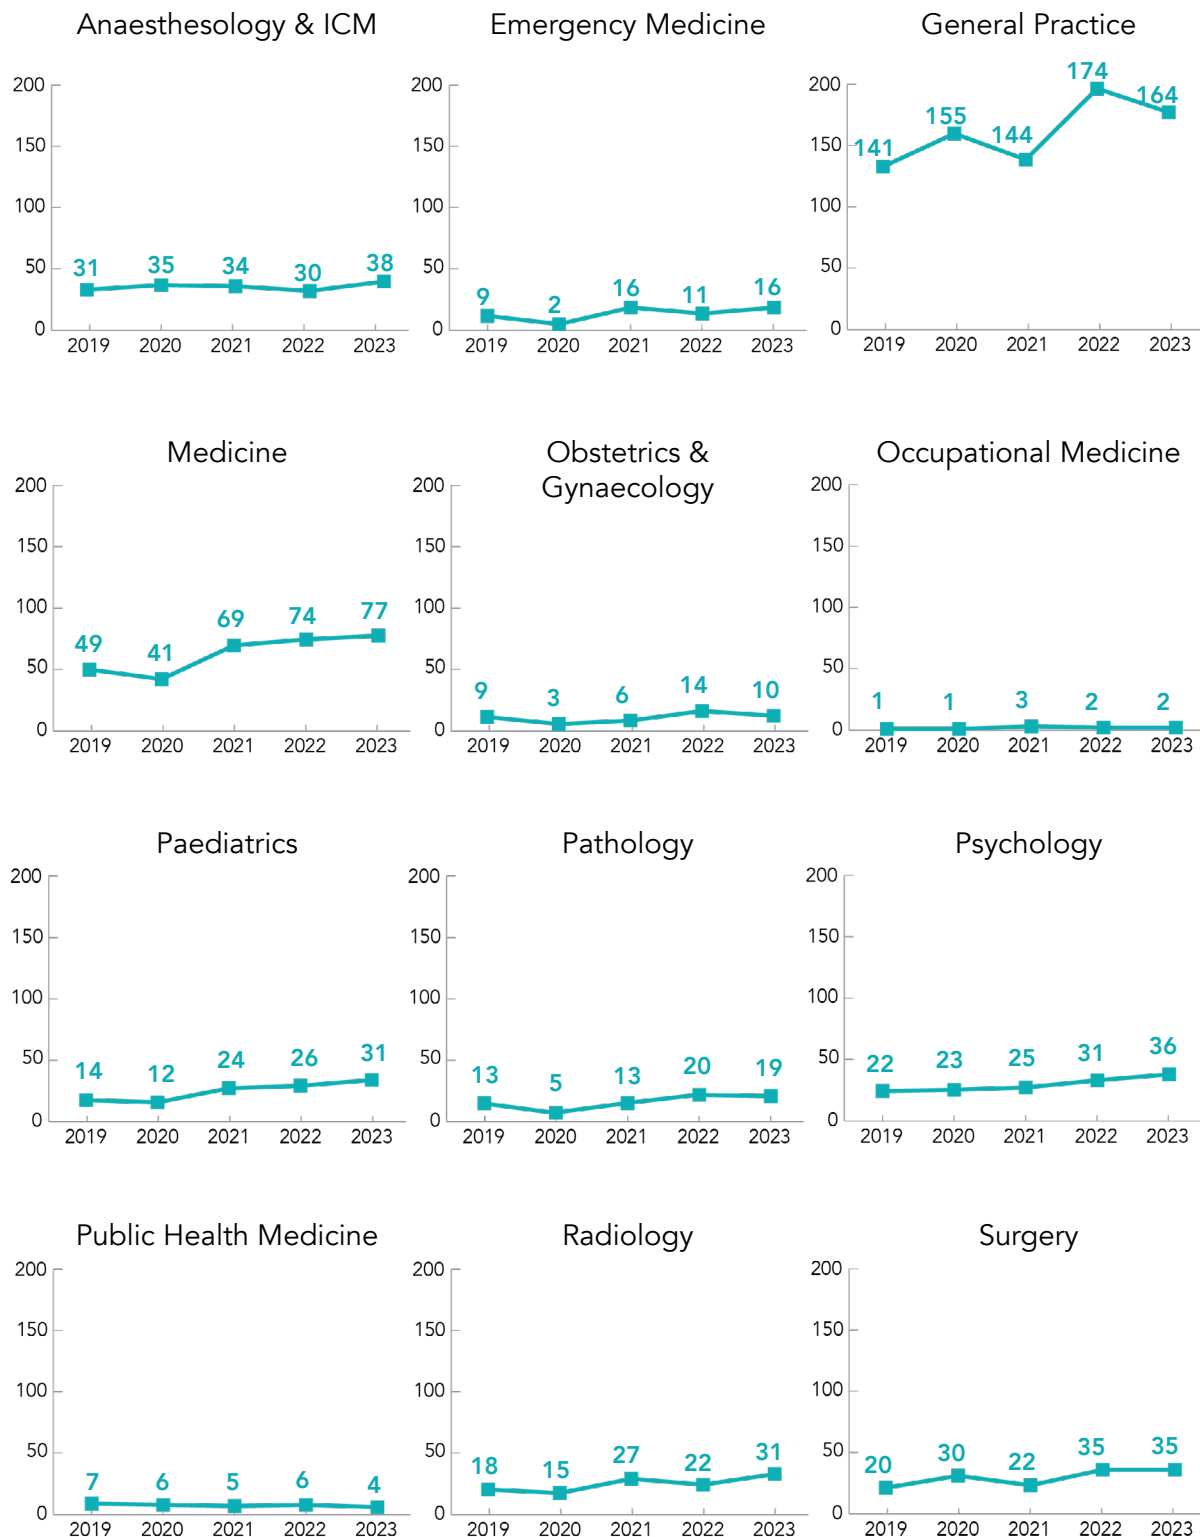 Anaesthesology & ICM
200
150
100
50
0
31 35 34 30 38
2019 2020 2021 2022 2023
Emergency Medicine
200
150
100
50
0
9 2 16 11 16
2019 2020 2021 2022 2023
General Practice
200
150
100
50
0
141 155 144 174 164
2019 2020 2021 2022 2023
Medicine
200
150
100
50
0
49 41 69 74 77
2019 2020 2021 2022 2023
Obstetrics &
Gynaecology
200
150
100
50
0
9 3 6 14 10
2019 2020 2021 2022 2023
Occupational Medicine
200
150
100
50
0
1 1 3 2 2
2019 2020 2021 2022 2023
Paediatrics
200
150
100
50
0
14 12 24 26 31
2019 2020 2021 2022 2023
Pathology
200
150
100
50
0
13 5 13 20 19
2019 2020 2021 2022 2023
Psychology
200
150
100
50
0
22 23 25 31 36
2019 2020 2021 2022 2023
Public Health Medicine
200
150
100
50
0
7 6 5 6 4
2019 2020 2021 2022 2023
Radiology
200
150
100
50
0
18 15 27 22 31
2019 2020 2021 2022 2023
Surgery
200
150
100
50
0
20 30 22 35 35
2019 2020 2021 2022 2023